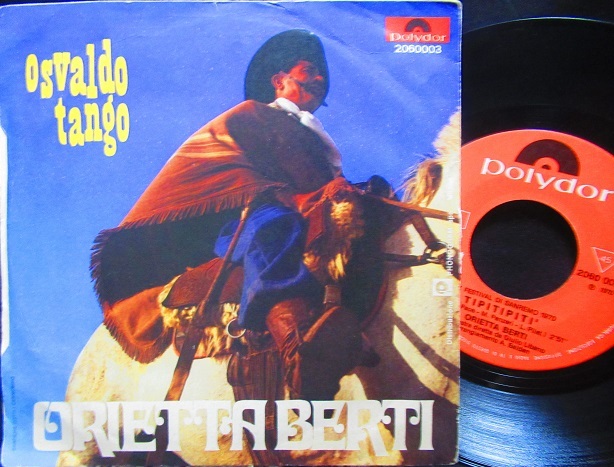 osvaldo
tango
Polydor
2060003
ORIETTA BERTI
Polydor
45
2060 00
FESTIVAL DI SANREMO 1970
TIPITIPITI
ORIETTA BERTI